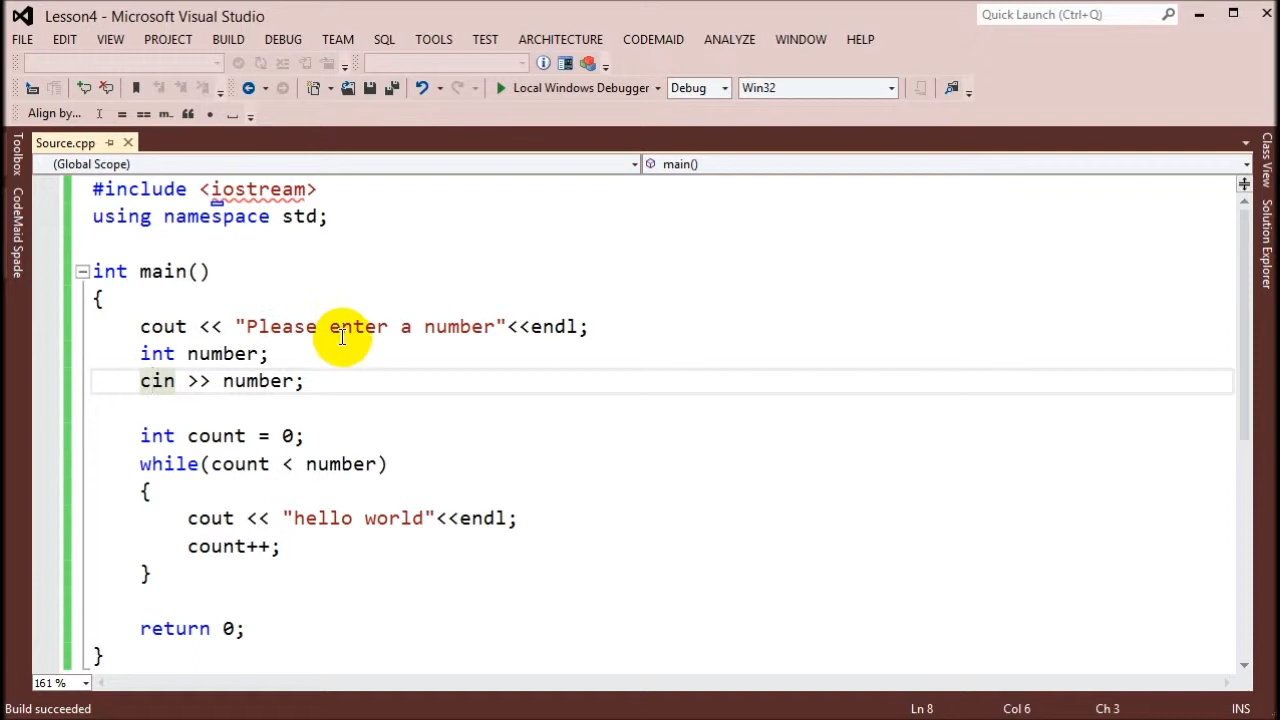 Lesson4 - Microsoft Visual Studio
Quick Launch (Ctrl+Q)
FILE EDIT VIEW PROJECT BUILD DEBUG TEAM SQL TOOLS TEST ARCHITECTURE CODEMAID ANALYZE WINDOW HELP
Local Windows Debugger Debug Win32
Align by...
Source.cpp
(Global Scope) main()
Toolbox
CodeMaid Spade
Class View
Solution Explorer
#include <iostream>
using namespace std;
int main()
{
cout << "Please enter a number"<<endl;
int number;
cin >> number;
int count = 0;
while(count < number)
{
cout << "hello world"<<endl;
count++;
}
return 0;
}
161 %
Build succeeded Ln 8 Col 6 Ch 3 INS